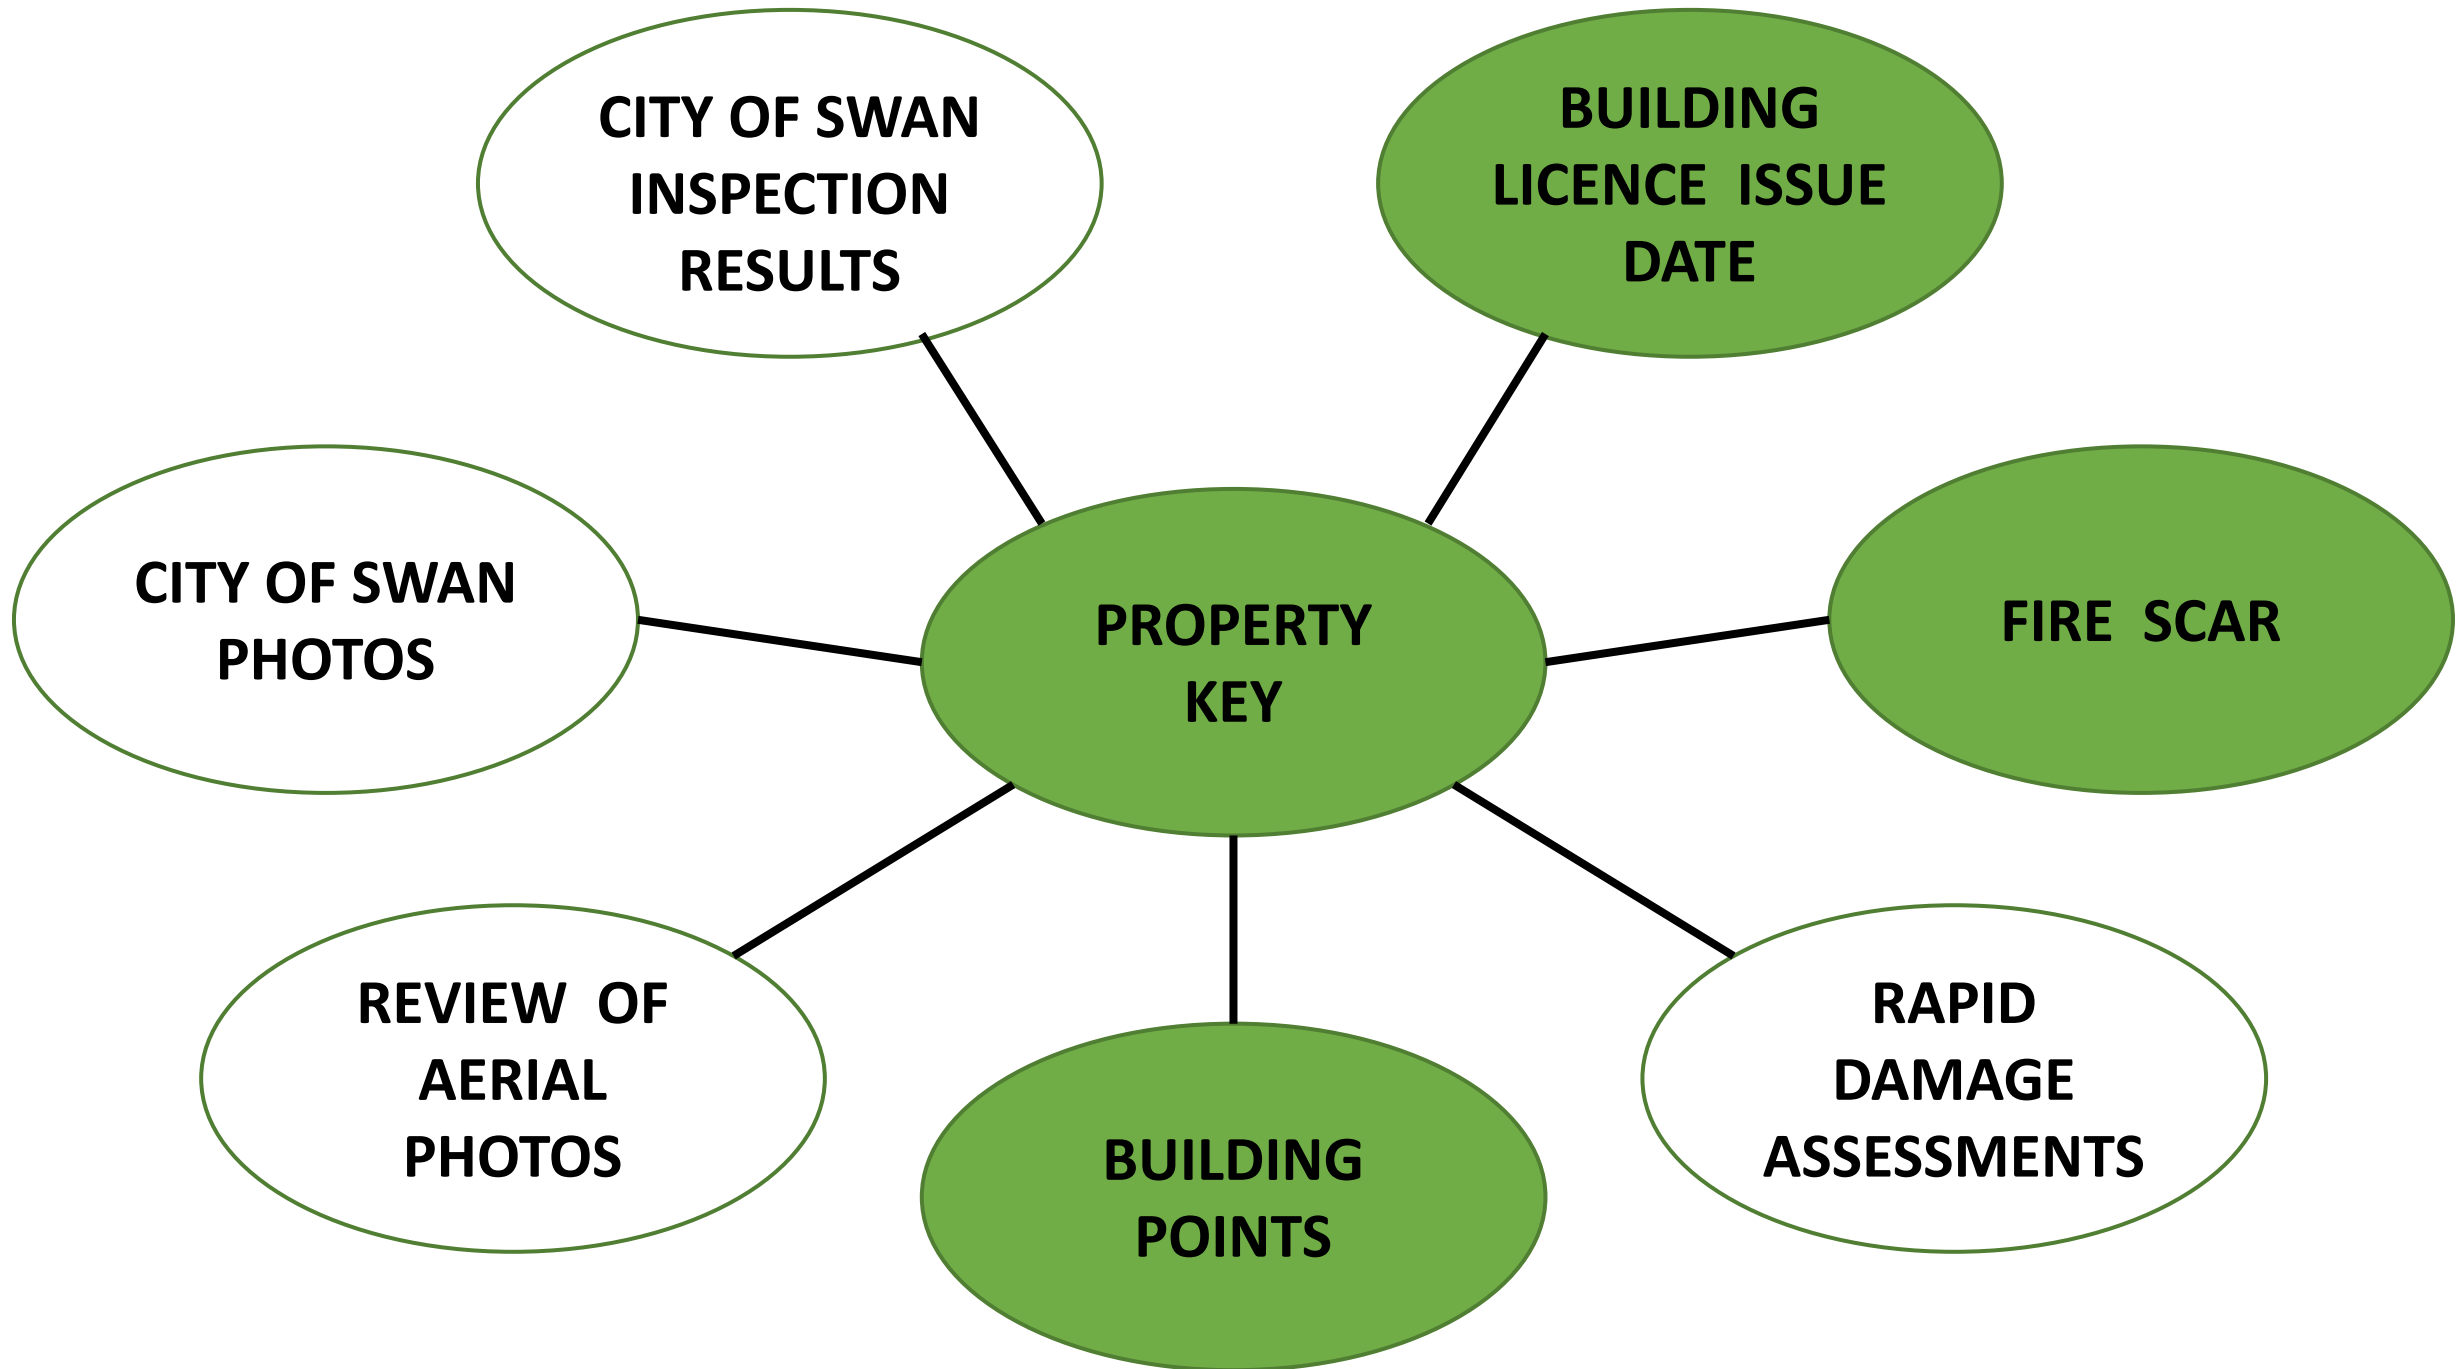 CITY OF SWAN
INSPECTION
RESULTS
BUILDING
LICENCE ISSUE
DATE
CITY OF SWAN
PHOTOS
PROPERTY
KEY
FIRE SCAR
REVIEW OF
AERIAL
PHOTOS
BUILDING
POINTS
RAPID
DAMAGE
ASSESSMENTS